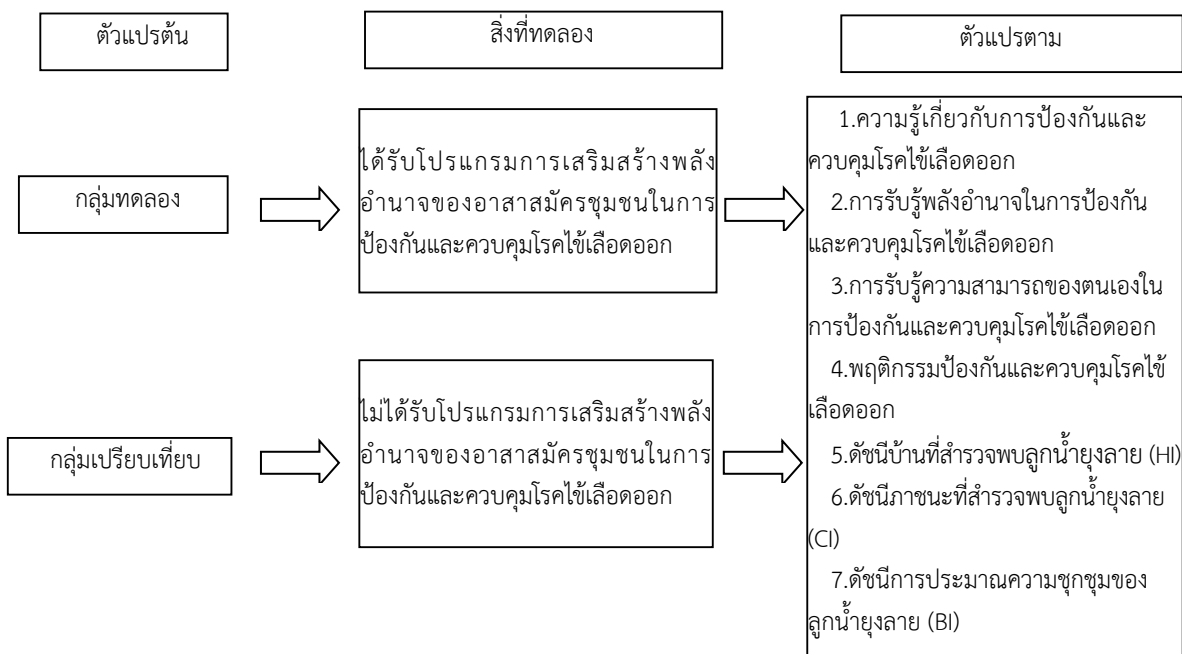 ตัวแปรต้น
สิ่งที่ทดลอง
ตัวแปรตาม
กลุ่มทดลอง
ได้รับโปรแกรมการเสริมสร้างพลัง
อำนาจของอาสาสมัครชุมชนในการ
ป้องกันและควบคุมโรคไข้เลือดออก
กลุ่มเปรียบเที่ยบ
ไม่ได้รับโปรแกรมการเสริมสร้างพลัง
อำนาจของอาสาสมัครชุมชนในการ
ป้องกันและควบคุมโรคไข้เลือดออก
1.ความรู้เกี่ยวกับการป้องกันและ
ควบคุมโรคไข้เลือดออก
2.การรับรู้พลังอำนาจในการป้องกัน
และควบคุมโรคไข้เลือดออก
3.การรับรู้ความสามารถของตนเองใน
การป้องกันและควบคุมโรคไข้เลือดออก
4.พฤติกรรมป้องกันและควบคุมโรคไข้
เลือดออก
5.ดัชนีบ้านที่สำรวจพบลูกน้ำยุงลาย (HI)
6.ดัชนีภาชนะที่สำรวจพบลูกน้ำยุงลาย
(CI)
7.ดัชนีการประมาณความชุกชุมของ
ลูกน้ำยุงลาย (BI)